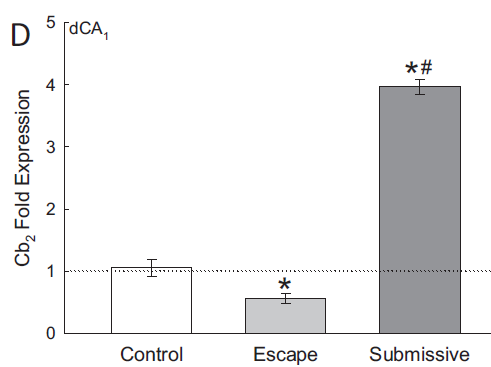 D
dCA₁
Cb₂ Fold Expression
5
4
3
2
1
0
*#
*
Control Escape Submissive